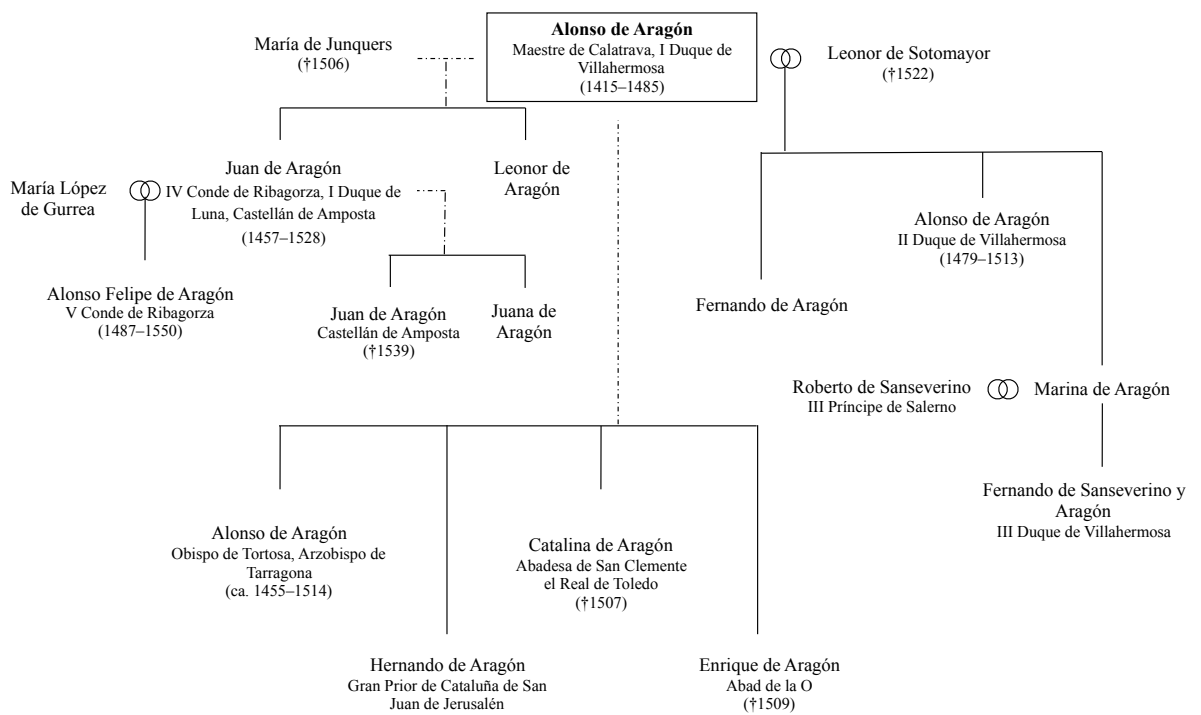 María de Junquers
(†1506)
Alonso de Aragón
Maestre de Calatrava, I Duque de
Villahermosa
(1415–1485)
Leonor de Sotomayor
(†1522)
María López
de Gurrea
Juan de Aragón
IV Conde de Ribagorza, I Duque de
Luna, Castellán de Amposta
(1457–1528)
Leonor de
Aragón
Alonso de Aragón
II Duque de Villahermosa
(1479–1513)
Alonso Felipe de Aragón
V Conde de Ribagorza
(1487–1550)
Juan de Aragón
Castellán de Amposta
(†1539)
Juana de
Aragón
Fernando de Aragón
Roberto de Sanseverino
III Príncipe de Salerno
Marina de Aragón
Fernando de Sanseverino y
Aragón
III Duque de Villahermosa
Alonso de Aragón
Obispo de Tortosa, Arzobispo de
Tarragona
(ca. 1455–1514)
Catalina de Aragón
Abadesa de San Clemente
el Real de Toledo
(†1507)
Hernando de Aragón
Gran Prior de Cataluña de San
Juan de Jerusalén
Enrique de Aragón
Abad de la O
(†1509)